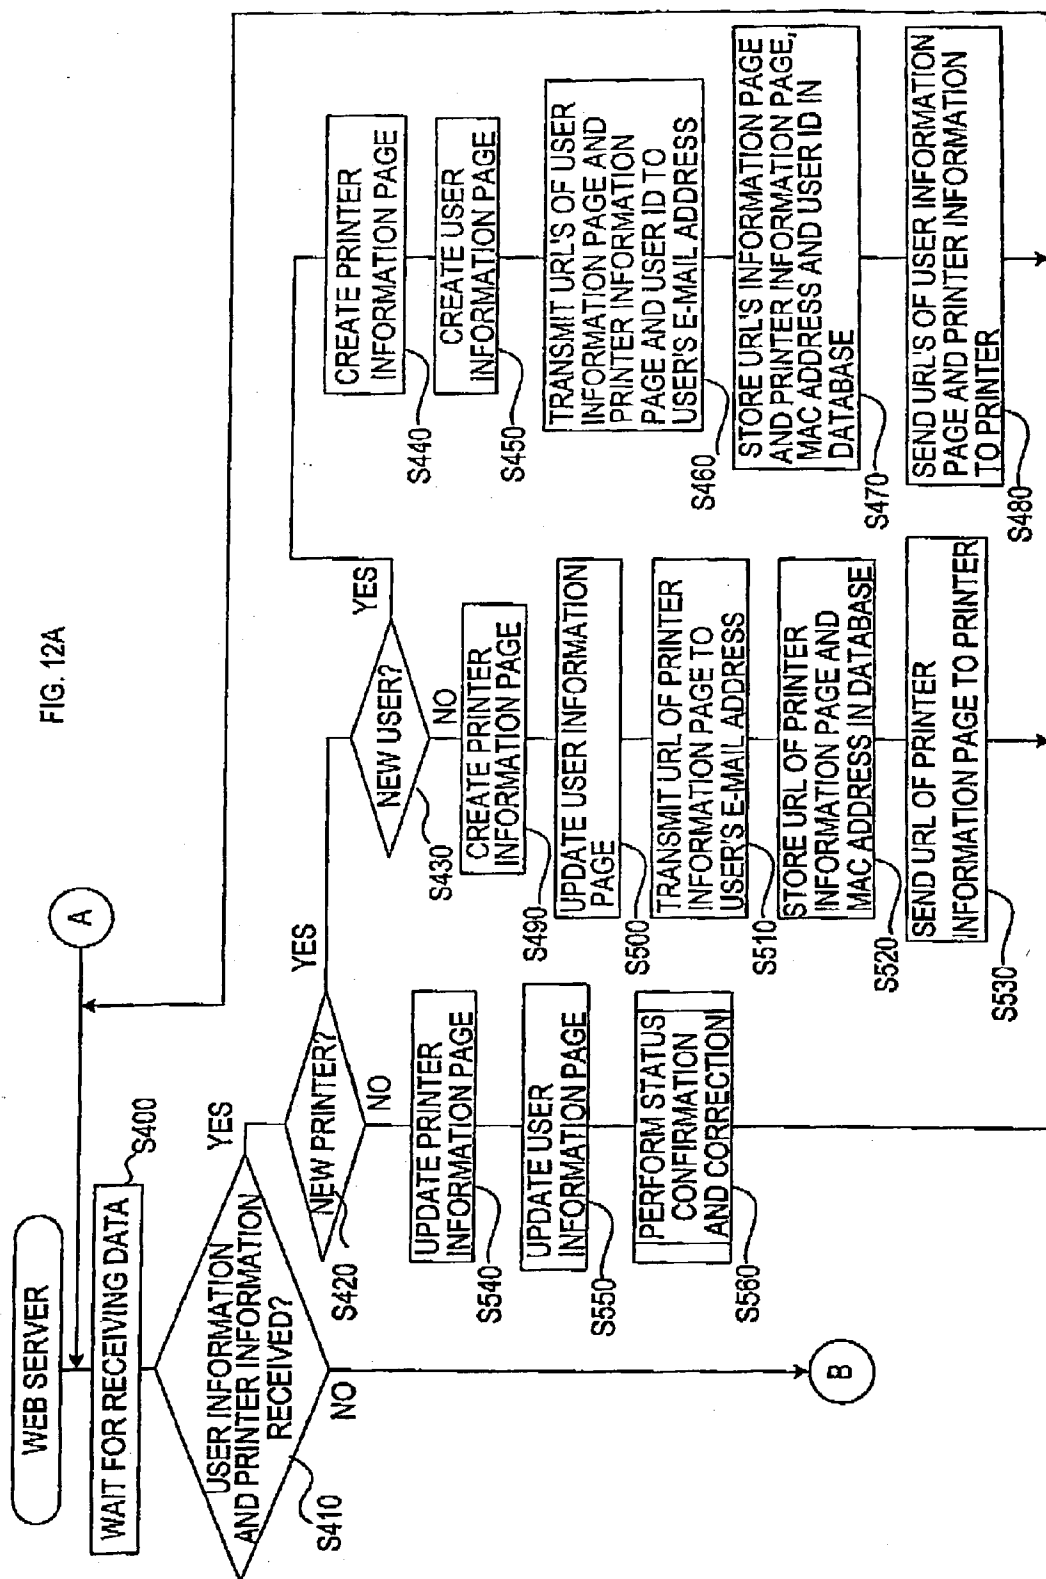 FIG. 12A
WEB SERVER
A
WAIT FOR RECEIVING DATA
S400
USER INFORMATION
AND PRINTER INFORMATION
RECEIVED?
S410
YES
NO
B
NEW PRINTER?
S420
YES
NO
UPDATE PRINTER
INFORMATION PAGE
S540
UPDATE USER
INFORMATION PAGE
S550
PERFORM STATUS
CONFIRMATION
AND CORRECTION
S560
NEW USER?
S430
YES
NO
CREATE PRINTER
INFORMATION PAGE
S490
UPDATE USER INFORMATION
PAGE
S500
TRANSMIT URL OF PRINTER
INFORMATION PAGE TO
USER'S E-MAIL ADDRESS
S510
STORE URL OF PRINTER
INFORMATION PAGE AND
MAC ADDRESS IN DATABASE
S520
SEND URL OF PRINTER
INFORMATION PAGE TO PRINTER
S530
CREATE PRINTER
INFORMATION PAGE
S440
CREATE USER
INFORMATION PAGE
S450
TRANSMIT URL'S OF USER
INFORMATION PAGE AND
PRINTER INFORMATION
PAGE AND USER ID TO
USER'S E-MAIL ADDRESS
S460
STORE URL'S INFORMATION PAGE
AND PRINTER INFORMATION PAGE,
MAC ADDRESS AND USER ID IN
DATABASE
S470
SEND URL'S OF USER INFORMATION
PAGE AND PRINTER INFORMATION
TO PRINTER
S480